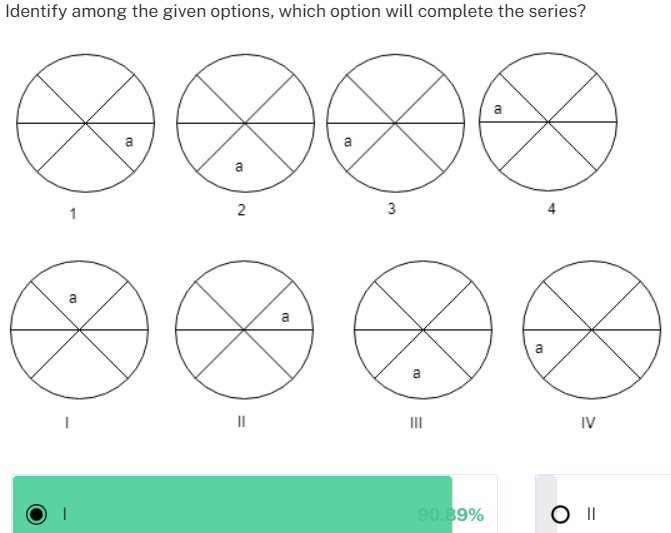 Identify among the given options, which option will complete the series?
a a a a
1 2 3 4
a a a a
I II III IV
I 90.89% II